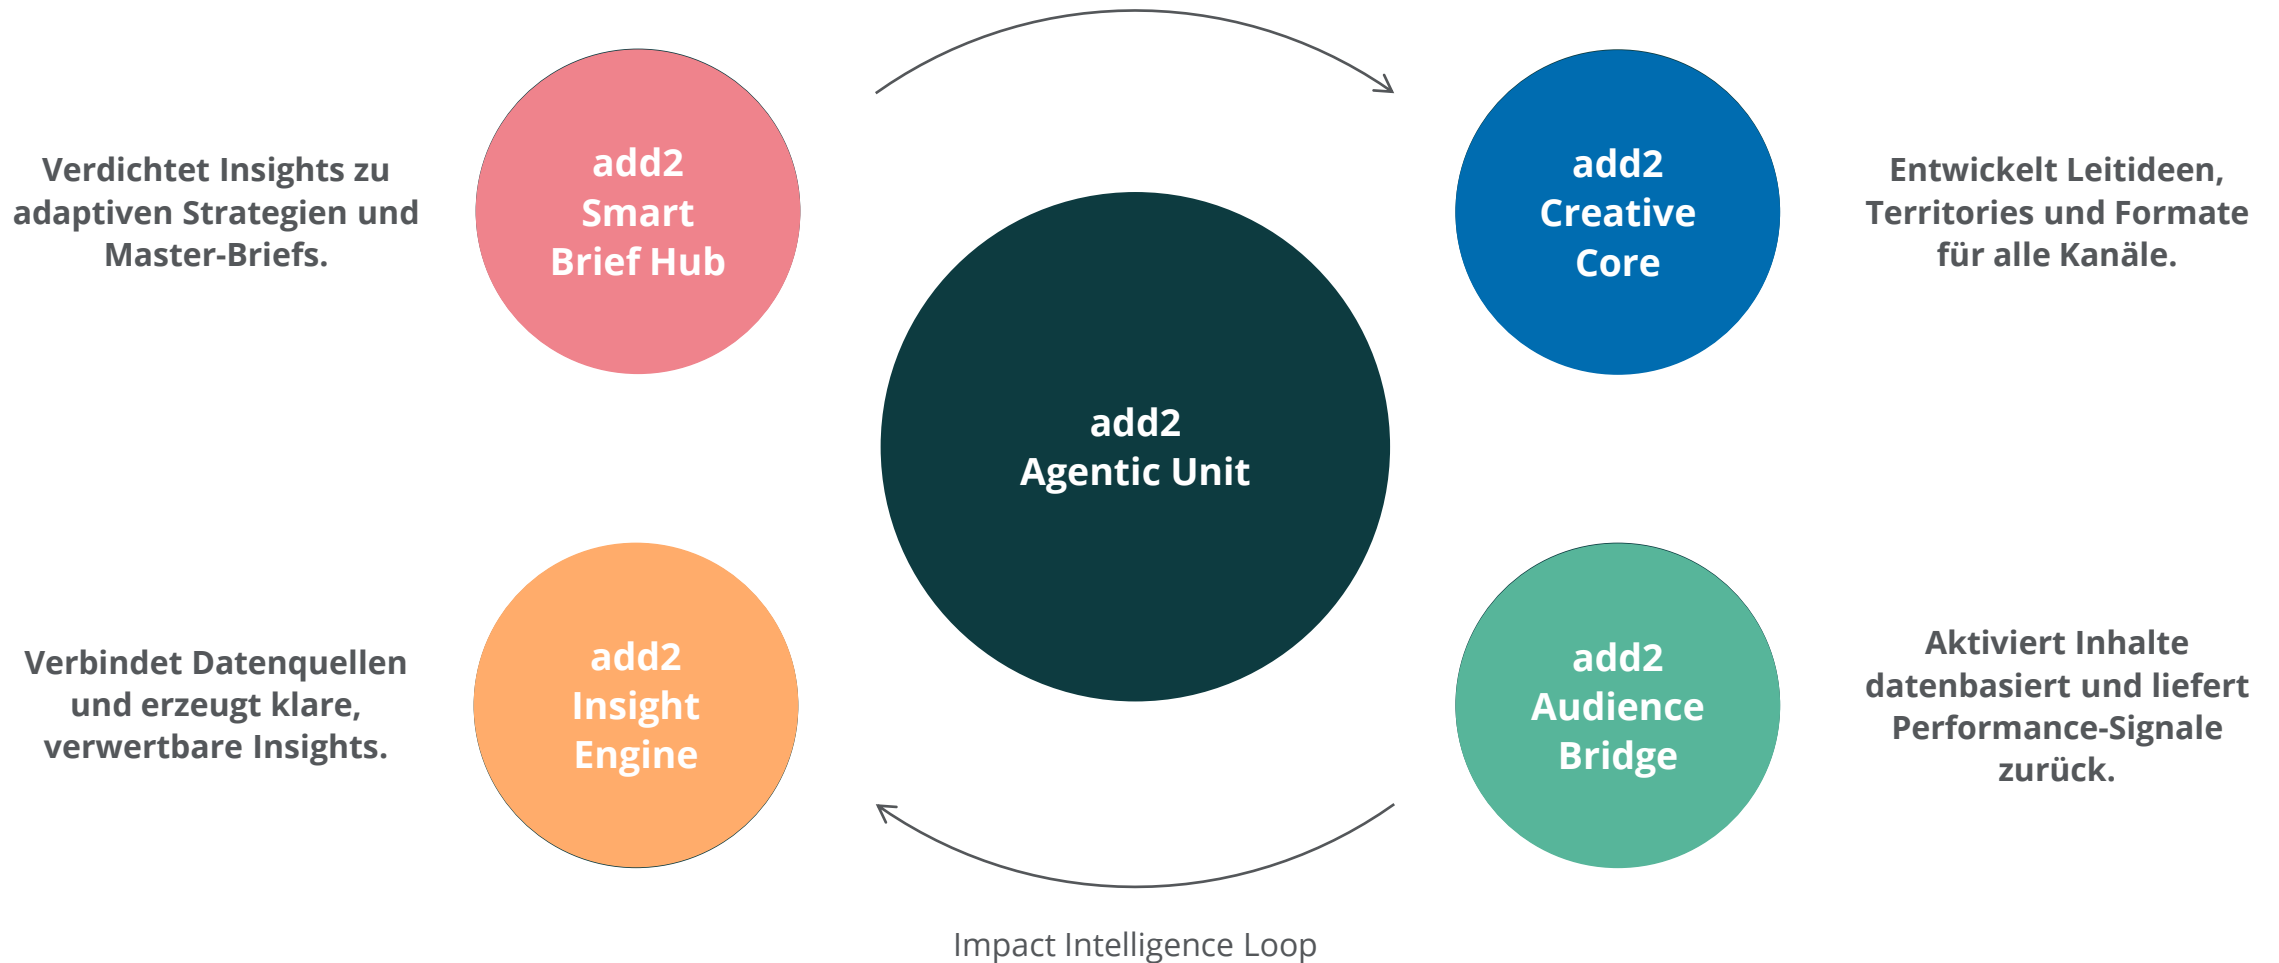 Verdichtet Insights zu
adaptiven Strategien und
Master-Briefs.
add2
Smart
Brief Hub
add2
Creative
Core
Entwickelt Leitideen,
Territories und Formate
für alle Kanäle.
add2
Agentic Unit
Verbindet Datenquellen
und erzeugt klare,
verwertbare Insights.
add2
Insight
Engine
add2
Audience
Bridge
Aktiviert Inhalte
datenbasiert und liefert
Performance-Signale
zurück.
Impact Intelligence Loop